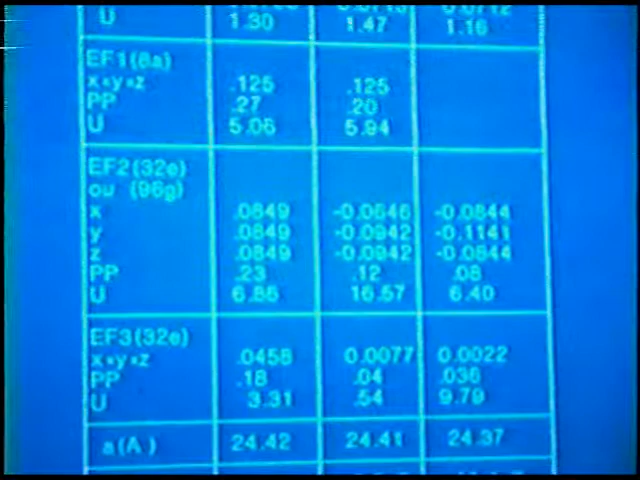 U 1.30 1.47 1.16
EF1(8a)
x=y=z .125 .125
PP .27 .20
U 5.06 5.94
EF2(32e)
ou (96g)
x .0849 -0.0846 -0.0844
y .0849 -0.0942 -0.1141
z .0849 -0.0942 -0.0844
PP .23 .12 .08
U 6.86 16.57 6.40
EF3(32e)
x=y=z .0458 0.0077 0.0022
PP .18 .04 .036
U 3.31 .54 9.79
a(A) 24.42 24.41 24.37